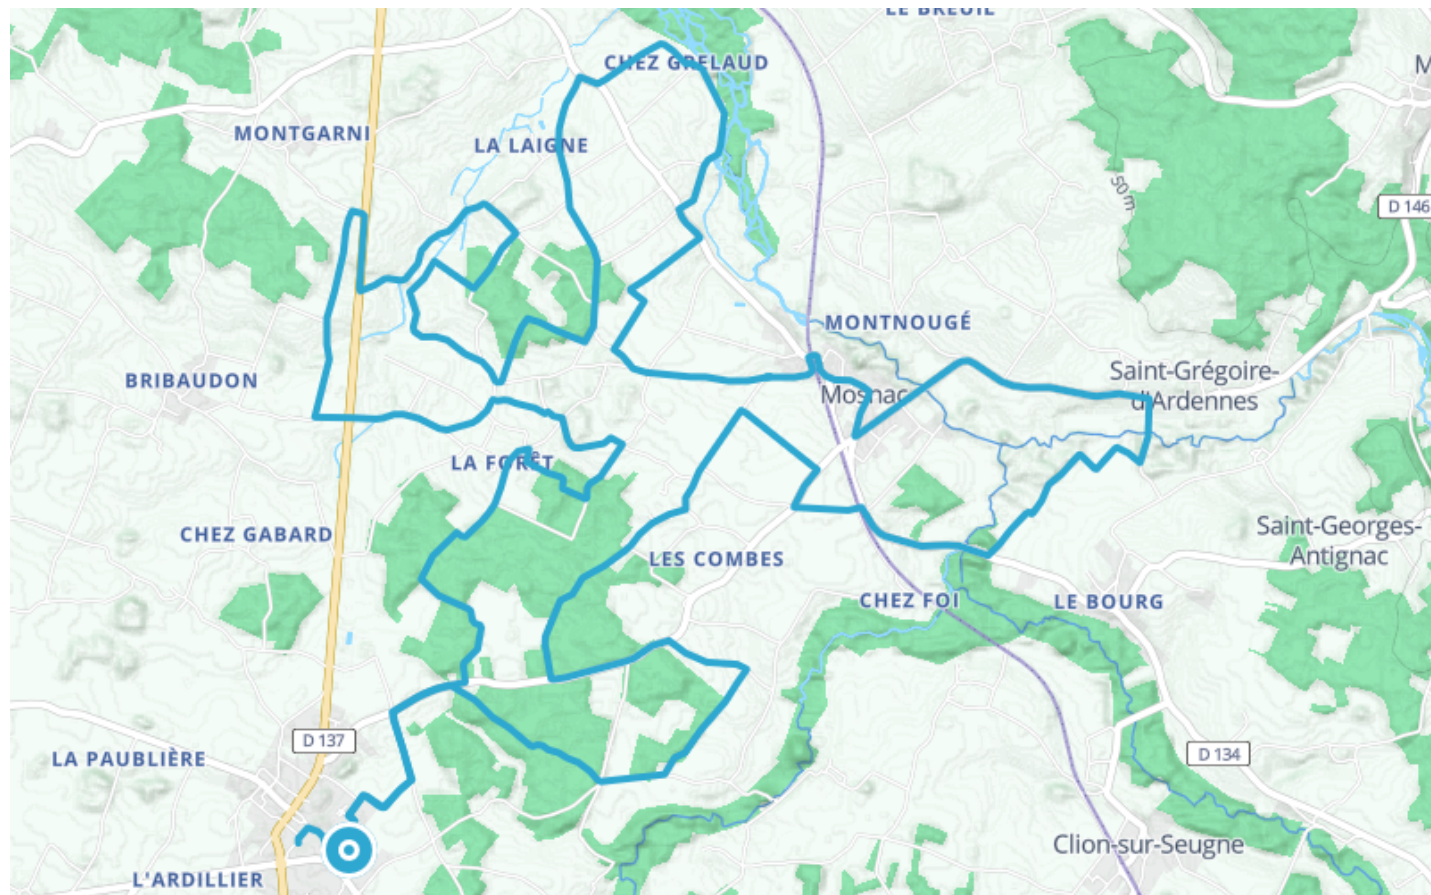 LE BREUIL
CHEZ GRELAUD
MONTGARNI
LA LAIGNE
50 m
D 146
MONTNOUGÉ
BRIBAUDON
Saint-Grégoire-
d'Ardennes
Mosnac
LA FORÊT
CHEZ GABARD
LES COMBES
Saint-Georges-
Antignac
CHEZ FOI
LE BOURG
D 137
LA PAUBLIÈRE
D 134
Clion-sur-Seugne
L'ARDILLIER